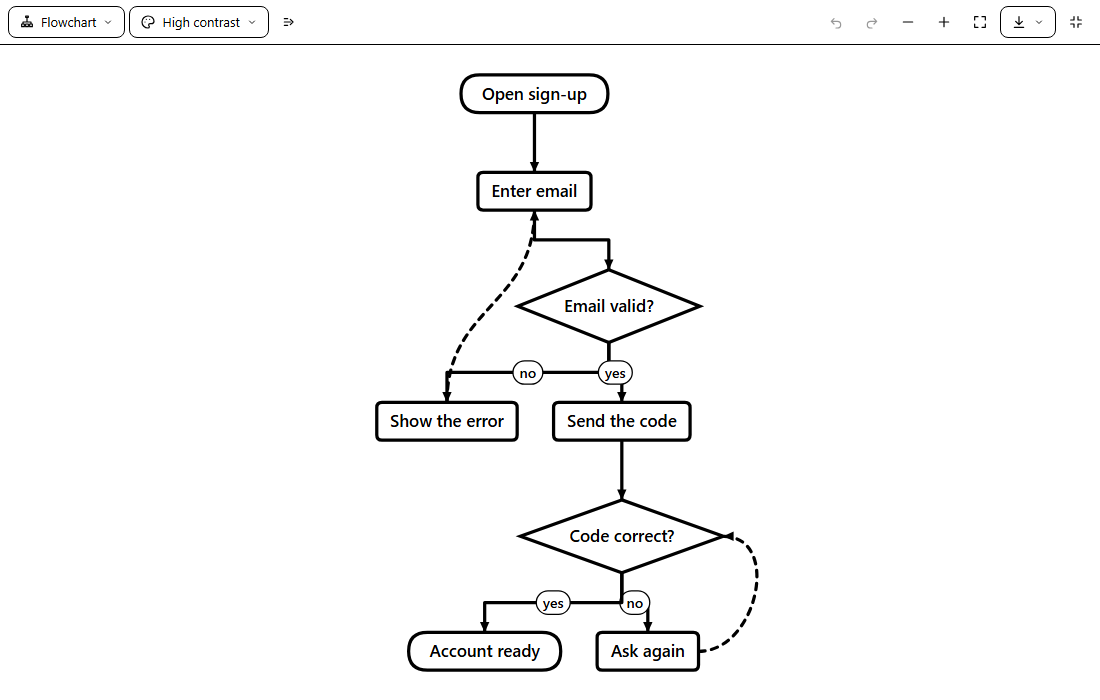 Flowchart
High contrast
Open sign-up
Enter email
Email valid?
no
yes
Show the error
Send the code
Code correct?
yes
no
Account ready
Ask again